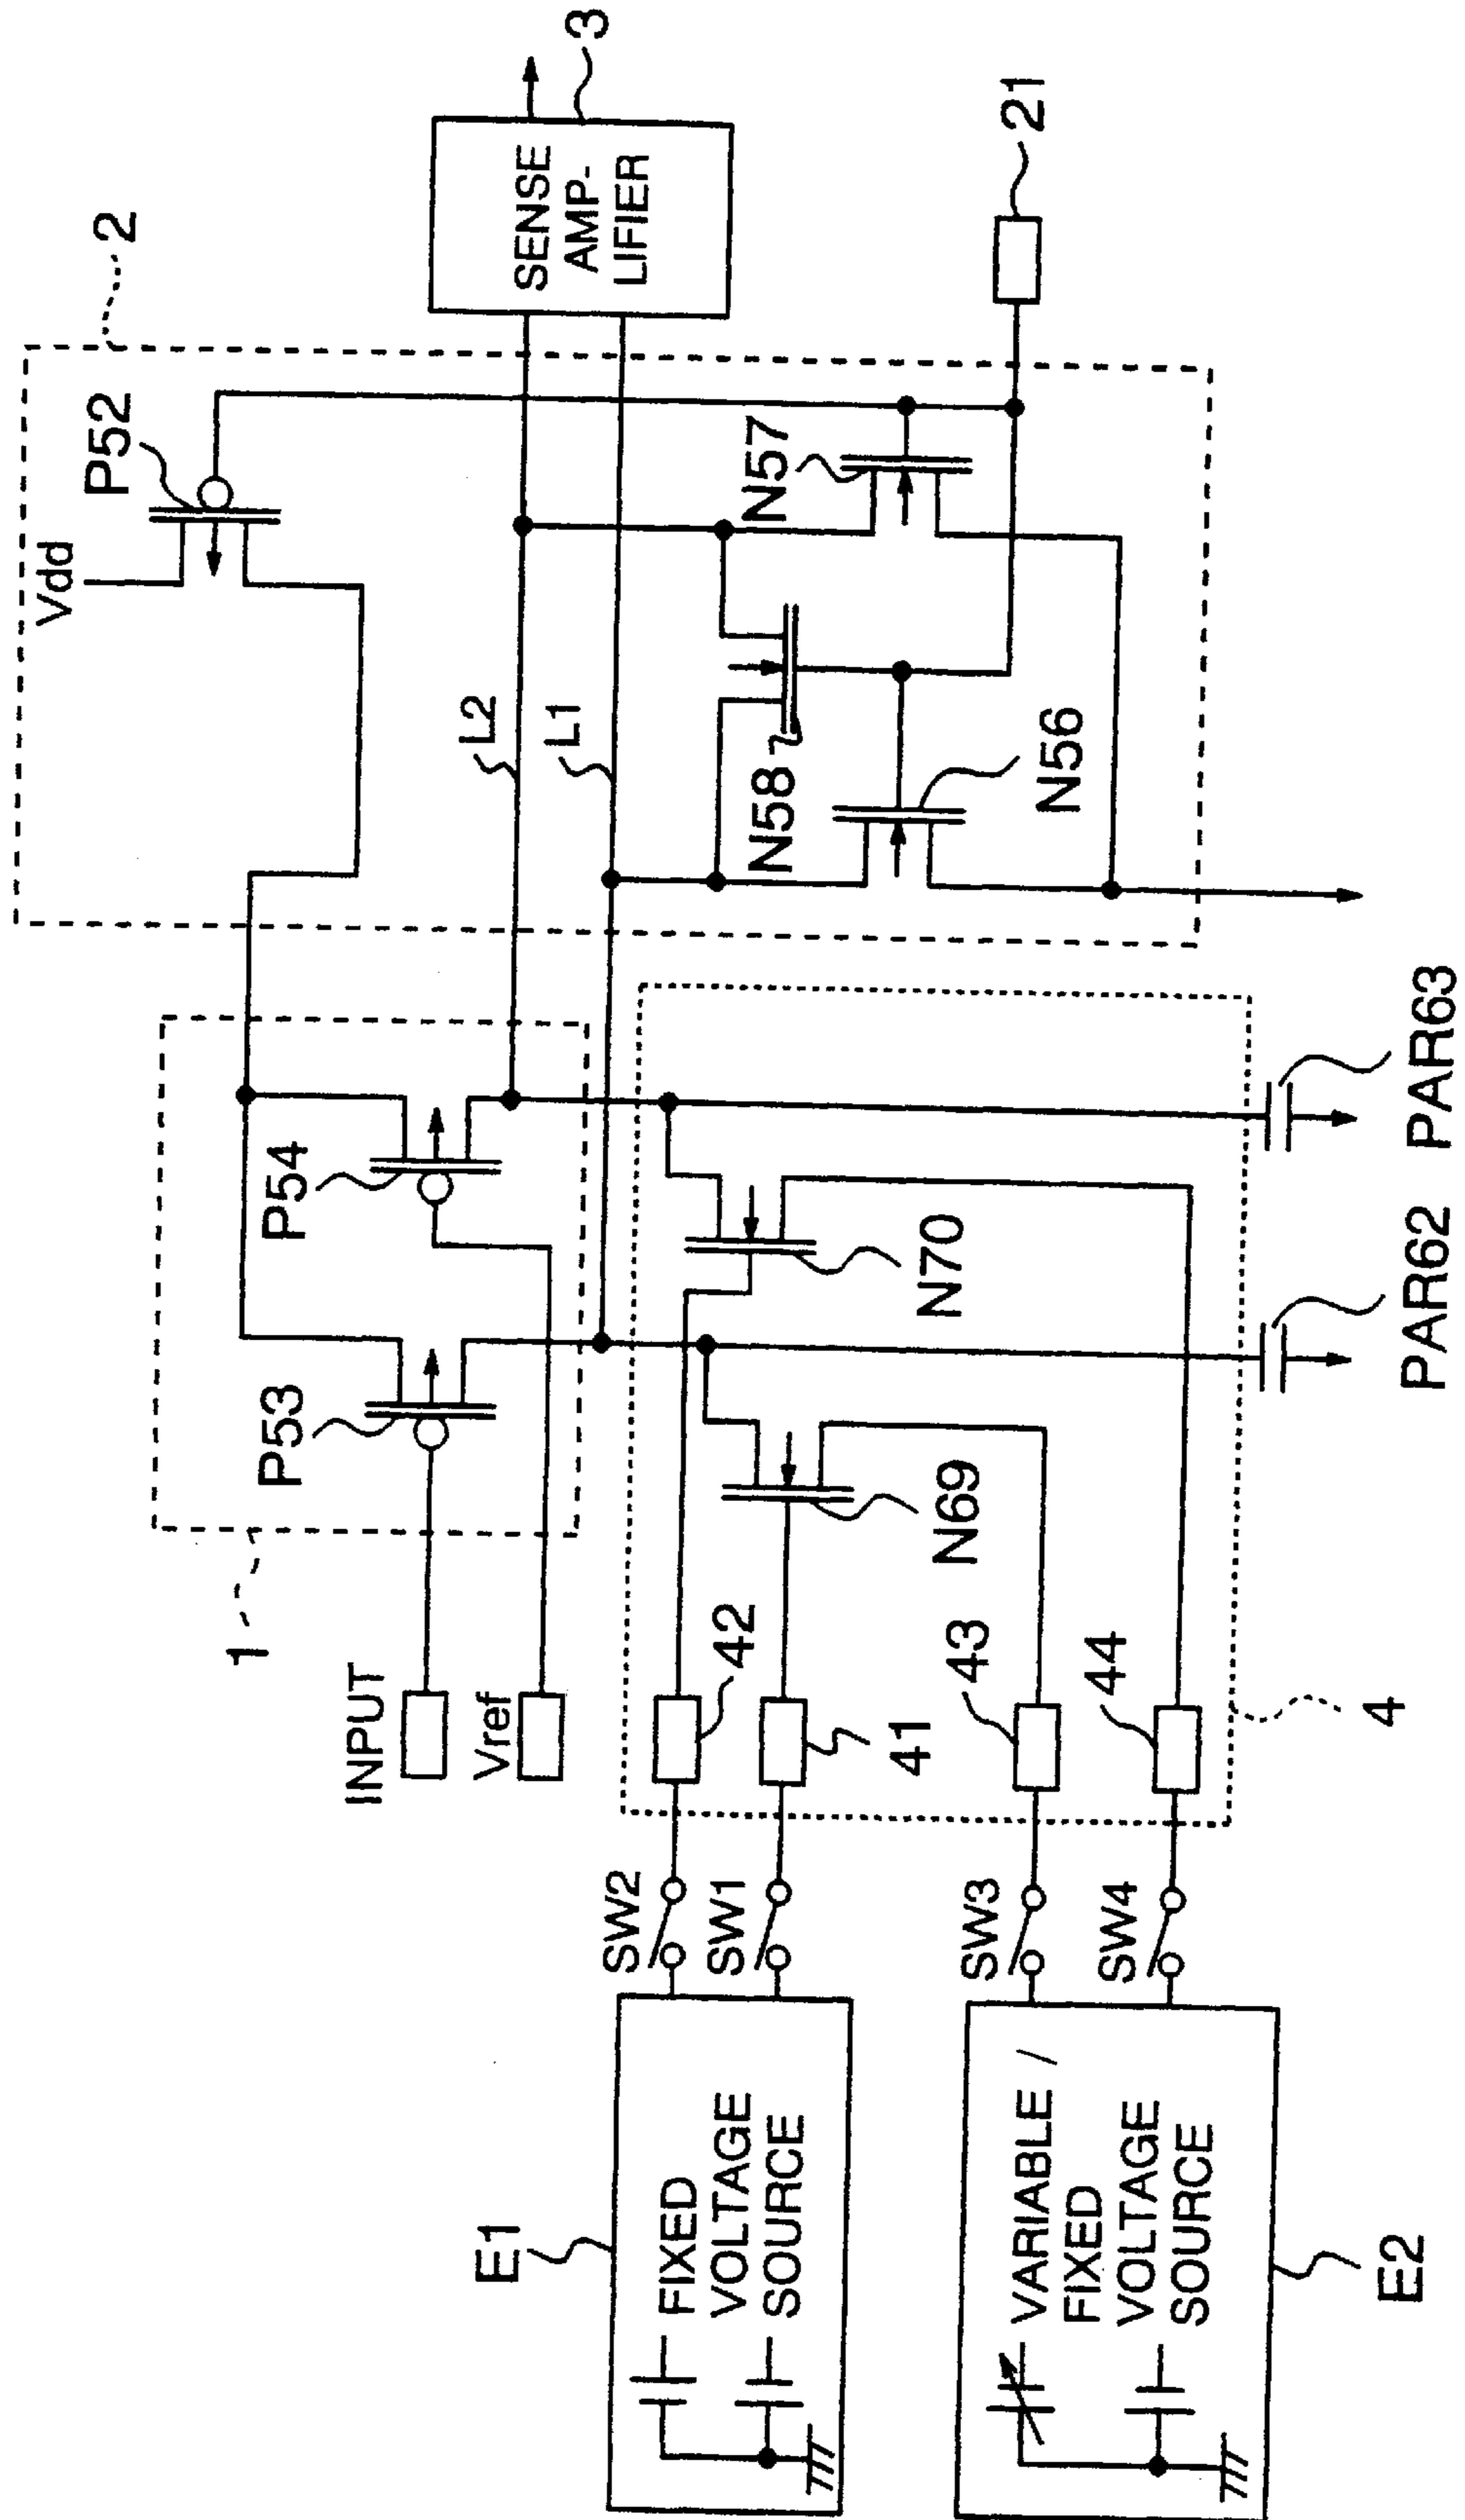 Vdd
P52
2
SENSE
AMP-
LIFIER
3
L2
L1
N57
N58
N56
21
1
P53
P54
INPUT
Vref
42
41
43
44
N69
N70
4
PAR62
PAR63
SW2
SW1
SW3
SW4
E1
FIXED
VOLTAGE
SOURCE
VARIABLE /
FIXED
VOLTAGE
SOURCE
E2